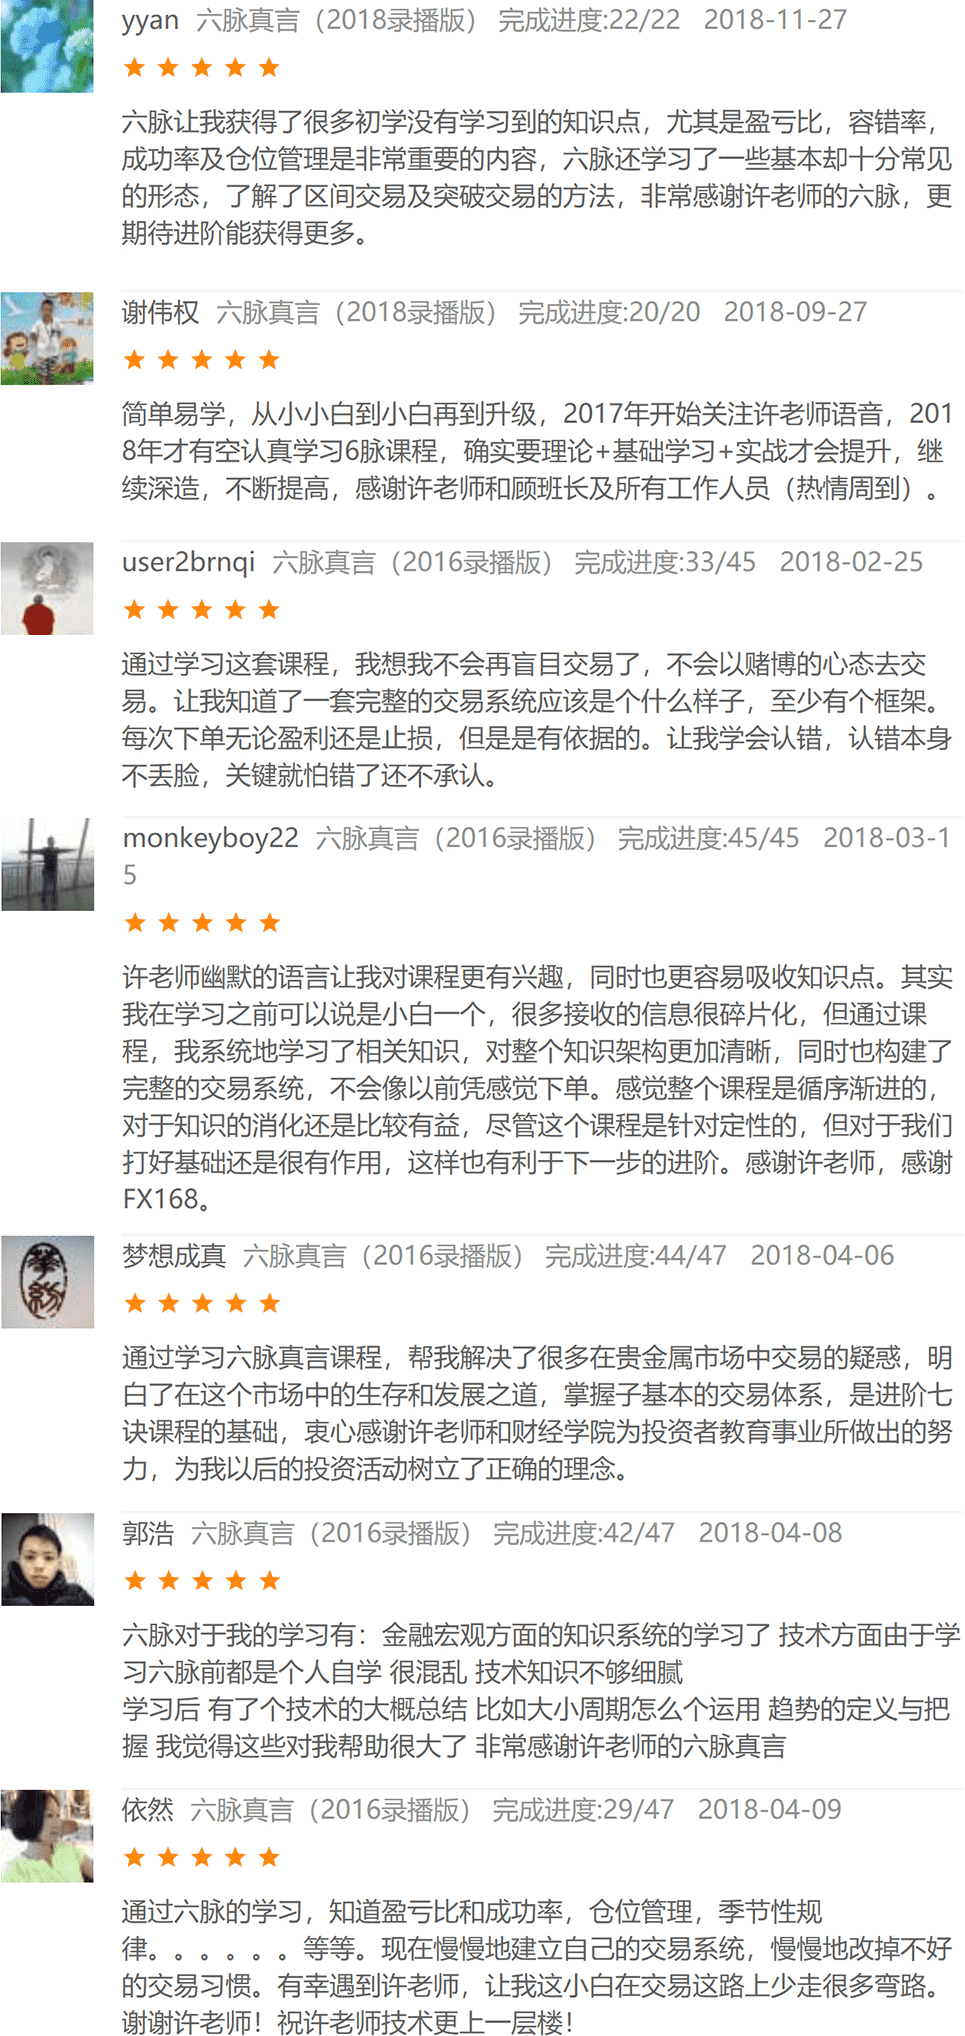 yyan 六脉真言（2018录播版） 完成进度:22/22 2018-11-27
六脉让我获得了很多初学没有学习到的知识点，尤其是盈亏比，容错率，
成功率及仓位管理是非常重要的内容，六脉还学习了一些基本却十分常见
的形态，了解了区间交易及突破交易的方法，非常感谢许老师的六脉，更
期待进阶能获得更多。
谢伟权 六脉真言（2018录播版） 完成进度:20/20 2018-09-27
简单易学，从小小白到小白再到升级，2017年开始关注许老师语音，201
8年才有空认真学习6脉课程，确实要理论+基础学习+实战才会提升，继
续深造，不断提高，感谢许老师和顾班长及所有工作人员（热情周到）。
user2brnqi 六脉真言（2016录播版） 完成进度:33/45 2018-02-25
通过学习这套课程，我想我不会再盲目交易了，不会以赌博的心态去交
易。让我知道了一套完整的交易系统应该是个什么样子，至少有个框架。
每次下单无论盈利还是止损，但是是有依据的。让我学会认错，认错本身
不丢脸，关键就怕错了还不承认。
monkeyboy22 六脉真言（2016录播版） 完成进度:45/45 2018-03-1
5
许老师幽默的语言让我对课程更有兴趣，同时也更容易吸收知识点。其实
我在学习之前可以说是小白一个，很多接收的信息很碎片化，但通过课
程，我系统地学习了相关知识，对整个知识架构更加清晰，同时也构建了
完整的交易系统，不会像以前凭感觉下单。感觉整个课程是循序渐进的，
对于知识的消化还是比较有益，尽管这个课程是针对定性的，但对于我们
打好基础还是很有作用，这样也有利于下一步的进阶。感谢许老师，感谢
FX168。
梦想成真 六脉真言（2016录播版） 完成进度:44/47 2018-04-06
通过学习六脉真言课程，帮我解决了很多在贵金属市场中交易的疑惑，明
白了在这个市场中的生存和发展之道，掌握子基本的交易体系，是进阶七
诀课程的基础，衷心感谢许老师和财经学院为投资者教育事业所做出的努
力，为我以后的投资活动树立了正确的理念。
郭浩 六脉真言（2016录播版） 完成进度:42/47 2018-04-08
六脉对于我的学习有：金融宏观方面的知识系统的学习了 技术方面由于学
习六脉前都是个人自学 很混乱 技术知识不够细腻
学习后 有了个技术的大概总结 比如大小周期怎么个运用 趋势的定义与把
握 我觉得这些对我帮助很大了 非常感谢许老师的六脉真言
依然 六脉真言（2016录播版） 完成进度:29/47 2018-04-09
通过六脉的学习，知道盈亏比和成功率，仓位管理，季节性规
律。。。。。。等等。现在慢慢地建立自己的交易系统，慢慢地改掉不好
的交易习惯。有幸遇到许老师，让我这小白在交易这路上少走很多弯路。
谢谢许老师！祝许老师技术更上一层楼！